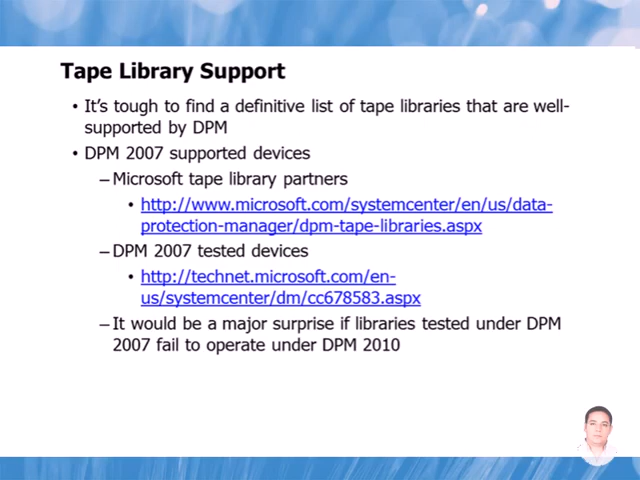 Tape Library Support
• It's tough to find a definitive list of tape libraries that are well-
supported by DPM
• DPM 2007 supported devices
– Microsoft tape library partners
• http://www.microsoft.com/systemcenter/en/us/data-
protection-manager/dpm-tape-libraries.aspx
– DPM 2007 tested devices
• http://technet.microsoft.com/en-
us/systemcenter/dm/cc678583.aspx
– It would be a major surprise if libraries tested under DPM
2007 fail to operate under DPM 2010